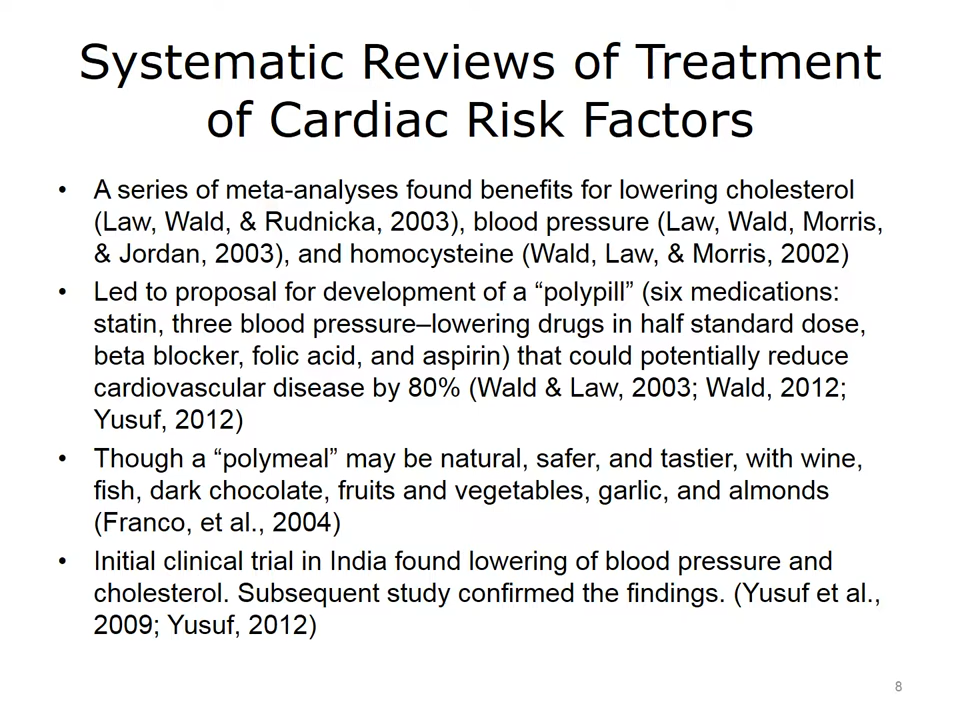 Systematic Reviews of Treatment
of Cardiac Risk Factors
• A series of meta-analyses found benefits for lowering cholesterol
(Law, Wald, & Rudnicka, 2003), blood pressure (Law, Wald, Morris,
& Jordan, 2003), and homocysteine (Wald, Law, & Morris, 2002)
• Led to proposal for development of a “polypill” (six medications:
statin, three blood pressure–lowering drugs in half standard dose,
beta blocker, folic acid, and aspirin) that could potentially reduce
cardiovascular disease by 80% (Wald & Law, 2003; Wald, 2012;
Yusuf, 2012)
• Though a “polymeal” may be natural, safer, and tastier, with wine,
fish, dark chocolate, fruits and vegetables, garlic, and almonds
(Franco, et al., 2004)
• Initial clinical trial in India found lowering of blood pressure and
cholesterol. Subsequent study confirmed the findings. (Yusuf et al.,
2009; Yusuf, 2012)
8